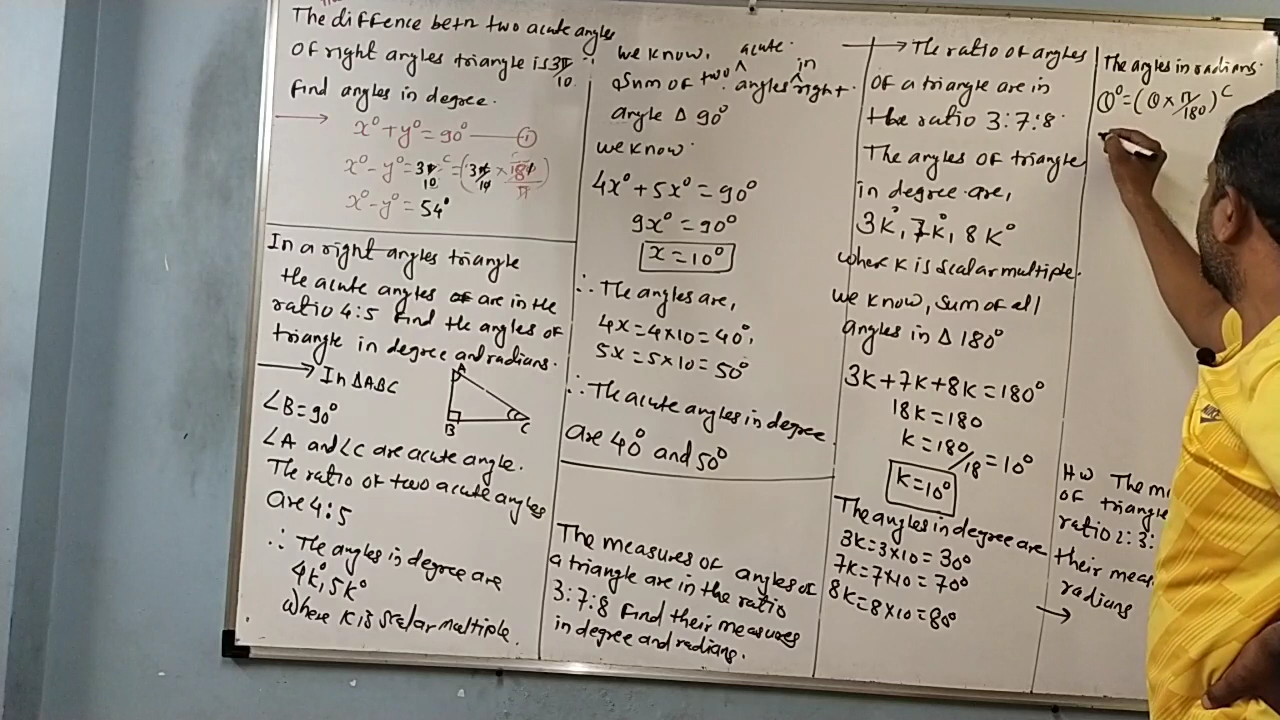 The diffence betn two acute angles
of right angles triangle is 3π/10
Find angles in degree.
→ x°+y°=90° — ①
x°-y°=3π/10 ᶜ=(3π/10 × 180/π)
x°-y°= 54°
In a right angles triangle
the acute angles are in the
ratio 4:5 Find the angles of
triangle in degree and radians.
→ In ΔABC
A
B
C
∠B=90°
∠A and ∠C are acute angle.
The ratio of two acute angles
are 4:5
∴ The angles in degree are
4k°, 5k°
where k is scalar multiple.
we know, acute in
Sum of two ^ angles ^ right
angle Δ 90°
we know
4x°+5x°=90°
9x°=90°
x=10°
∴ The angles are,
4x=4×10=40°,
5x=5×10=50°
∴ The acute angles in degree
are 40° and 50°
The measures of angles of
a triangle are in the ratio
3:7:8 Find their measures
in degree and radians.
→ The ratio of angles
of a triangle are in
the ratio 3:7:8
The angles of triangle
in degree are,
3k°, 7k°, 8k°
where k is scalar multiple.
we know, sum of all
angles in Δ 180°
3k+7k+8k=180°
18k=180
k=180/18=10°
k=10°
The angles in degree are
3k=3×10=30°
7k=7×10=70°
8k=8×10=80°
The angles in radians.
θ°=(θ×π/180)ᶜ
HW The
of triangle
ratio 2:3:
their
radians
→
NIKE